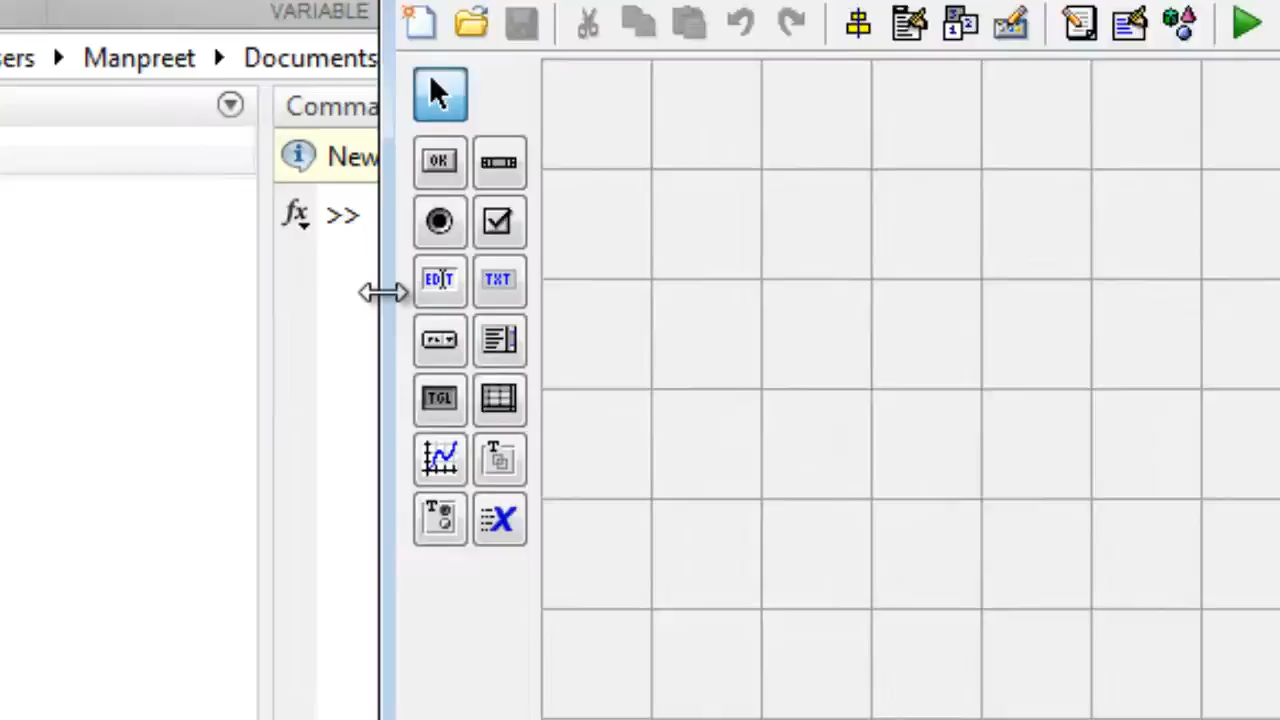 VARIABLE
sers Manpreet Documents
Comma
New
fx >>
OK
EDIT TXT
TGL
T
T X